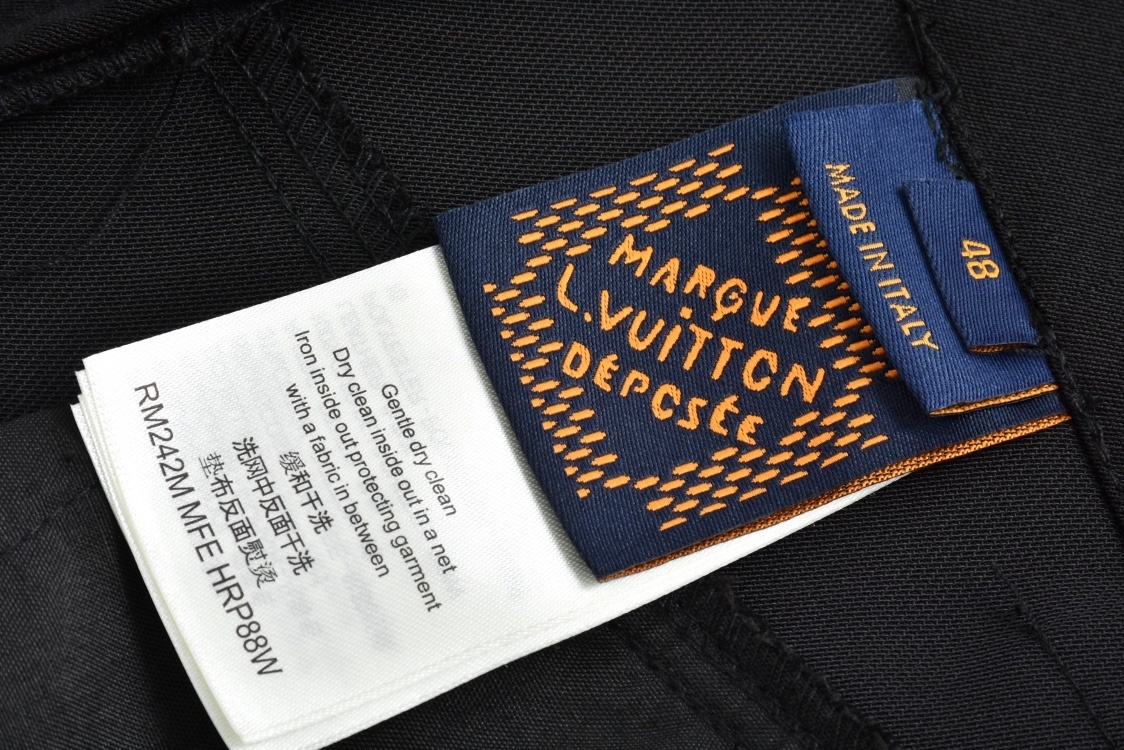 Gentle dry clean
Dry clean inside out in a net
Iron inside out protecting garment
with a fabric in between
缓和干洗
洗网中反面干洗
垫布反面熨烫
RM242M MFE HRP88W
MARQUE
L.VUITTON
DÉPOSÉE
MADE IN ITALY
48